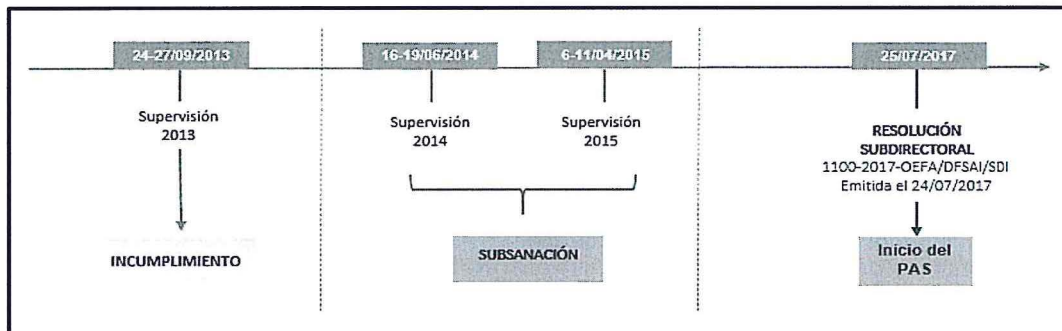 24-27/09/2013
16-19/06/2014
6-11/04/2015
25/07/2017
Supervisión
2013
Supervisión
2014
Supervisión
2015
RESOLUCIÓN
SUBDIRECTORAL
1100-2017-OEFA/DFSAI/SDI
Emitida el 24/07/2017
INCUMPLIMIENTO
SUBSANACIÓN
Inicio del
PAS